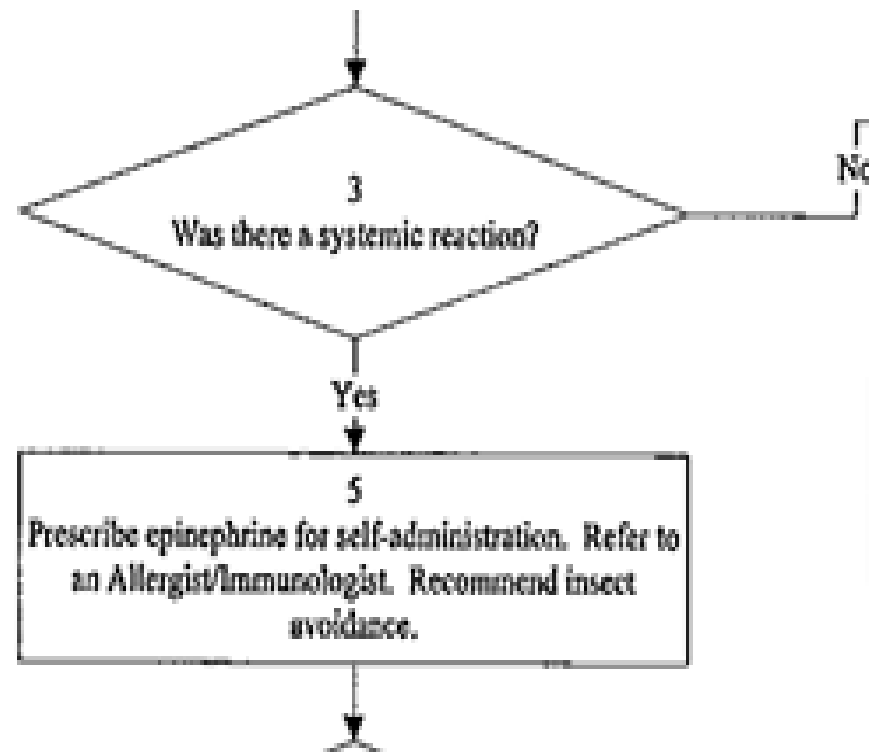 3
Was there a systemic reaction?
No
Yes
5
Prescribe epinephrine for self-administration. Refer to
an Allergist/Immunologist. Recommend insect
avoidance.